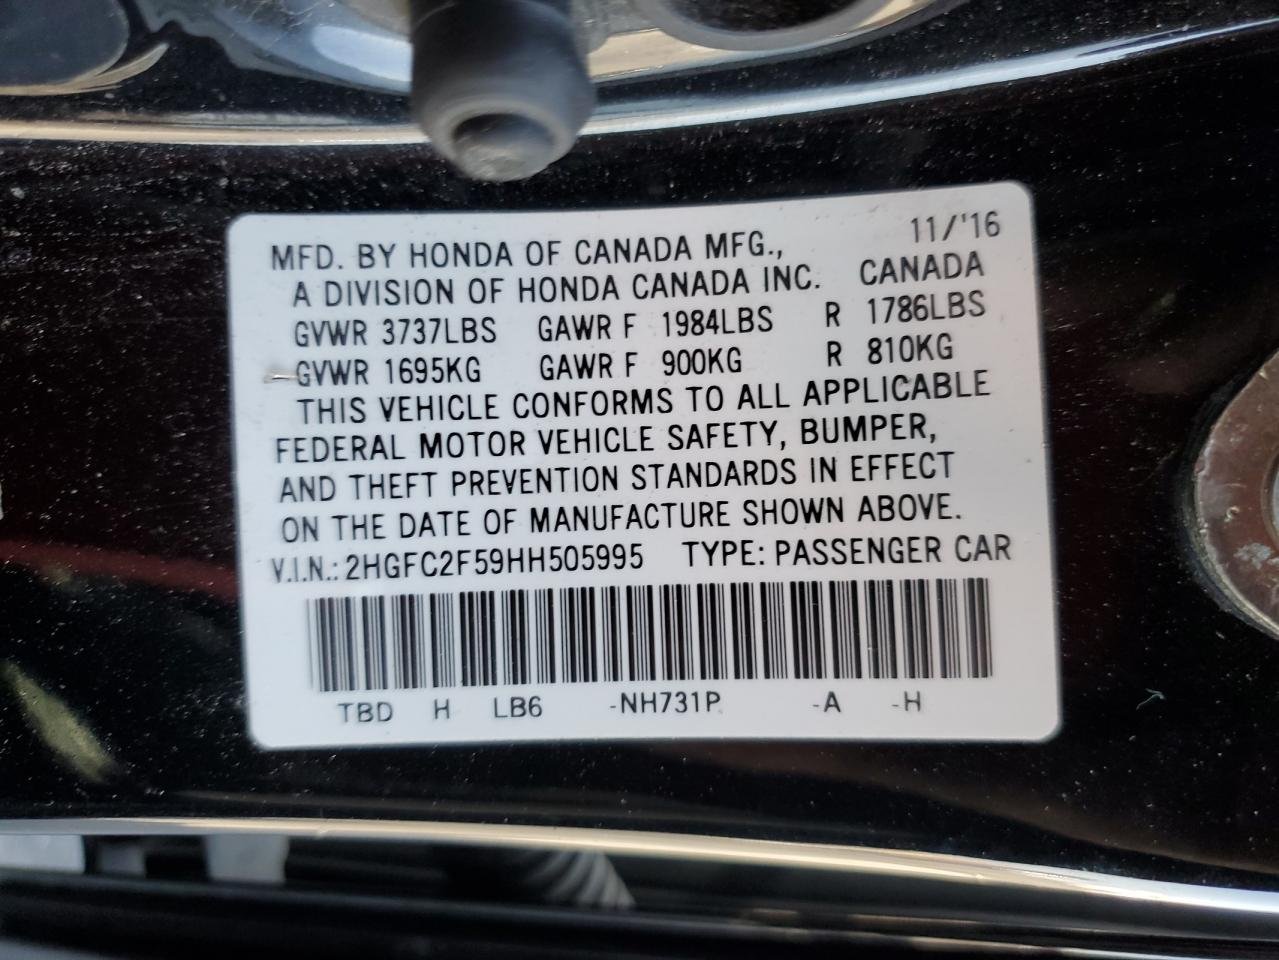 MFD. BY HONDA OF CANADA MFG., 11/'16
A DIVISION OF HONDA CANADA INC. CANADA
GVWR 3737LBS GAWR F 1984LBS R 1786LBS
GVWR 1695KG GAWR F 900KG R 810KG
THIS VEHICLE CONFORMS TO ALL APPLICABLE
FEDERAL MOTOR VEHICLE SAFETY, BUMPER,
AND THEFT PREVENTION STANDARDS IN EFFECT
ON THE DATE OF MANUFACTURE SHOWN ABOVE.
V.I.N.: 2HGFC2F59HH505995 TYPE: PASSENGER CAR
TBD H LB6 -NH731P -A -H